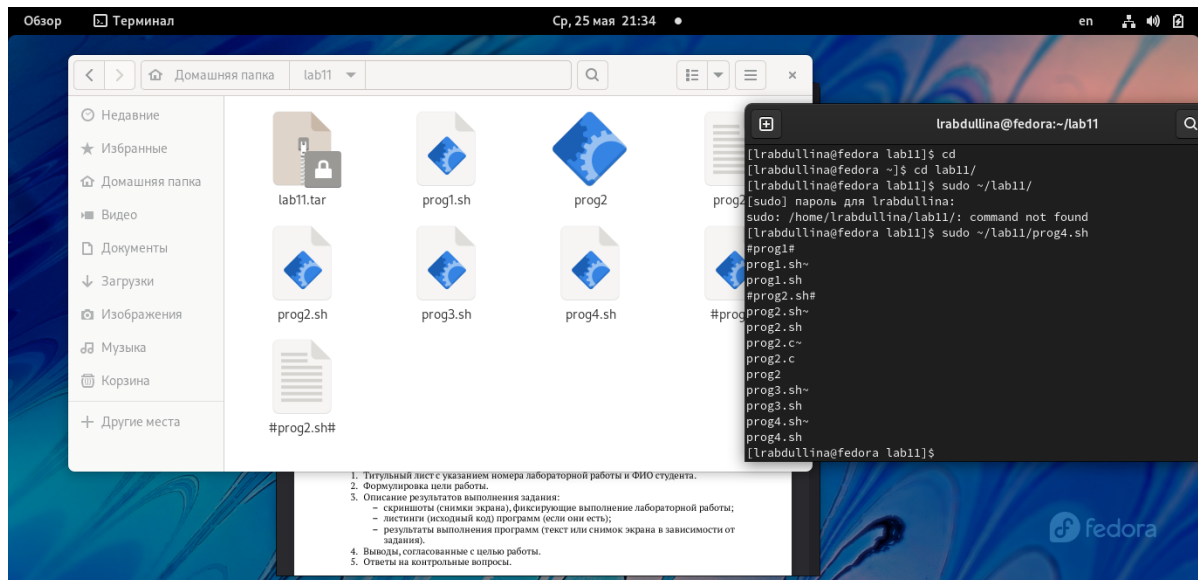 Обзор
Терминал
Ср, 25 мая 21:34
en
Домашняя папка
lab11
Недавние
Избранные
Домашняя папка
Видео
Документы
Загрузки
Изображения
Музыка
Корзина
Другие места
lab11.tar
prog1.sh
prog2
prog2
prog2.sh
prog3.sh
prog4.sh
#prog
#prog2.sh#
lrabdullina@fedora:~/lab11
[lrabdullina@fedora lab11]$ cd
[lrabdullina@fedora ~]$ cd lab11/
[lrabdullina@fedora lab11]$ sudo ~/lab11/
[sudo] пароль для lrabdullina:
sudo: /home/lrabdullina/lab11/: command not found
[lrabdullina@fedora lab11]$ sudo ~/lab11/prog4.sh
#prog1#
prog1.sh~
prog1.sh
#prog2.sh#
prog2.sh~
prog2.sh
prog2.c~
prog2.c
prog2
prog3.sh~
prog3.sh
prog4.sh~
prog4.sh
[lrabdullina@fedora lab11]$
1. Титульный лист с указанием номера лабораторной работы и ФИО студента.
2. Формулировка цели работы.
3. Описание результатов выполнения задания:
– скриншоты (снимки экрана), фиксирующие выполнение лабораторной работы;
– листинги (исходный код) программ (если они есть);
– результаты выполнения программ (текст или снимок экрана в зависимости от
задания).
4. Выводы, согласованные с целью работы.
5. Ответы на контрольные вопросы.
fedora